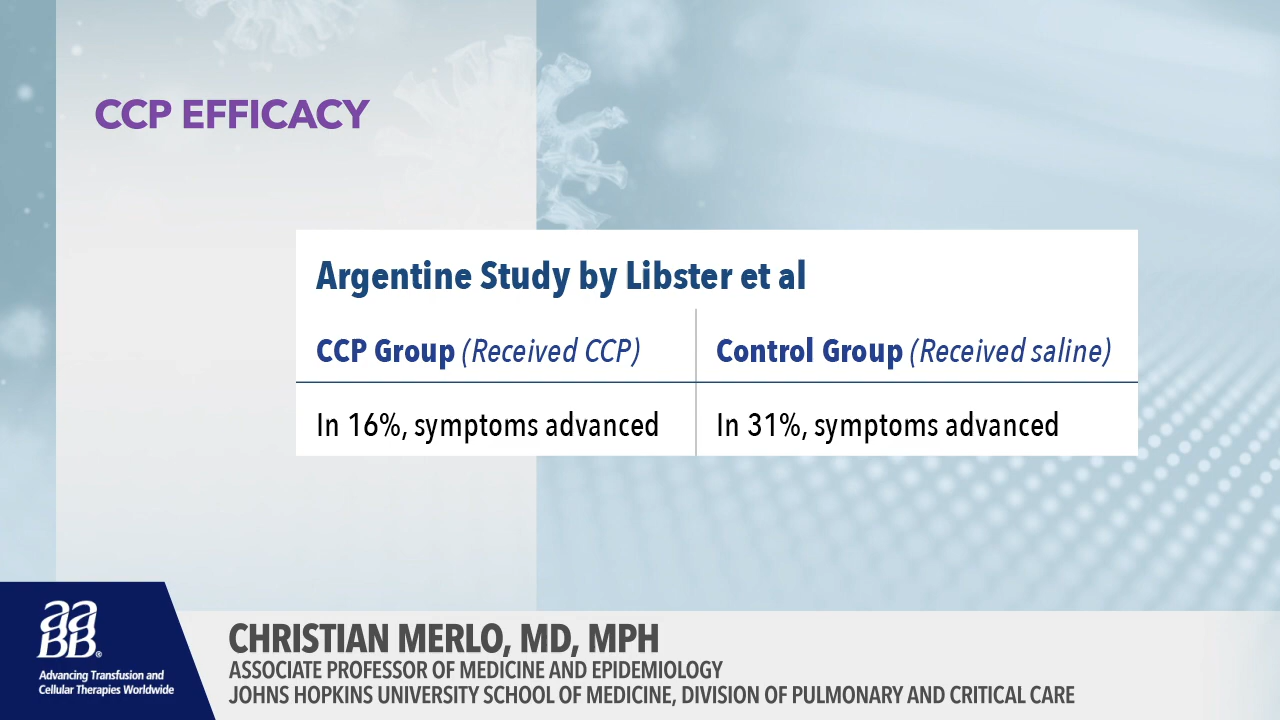 CCP EFFICACY
Argentine Study by Libster et al
CCP Group (Received CCP)
Control Group (Received saline)
In 16%, symptoms advanced
In 31%, symptoms advanced
aaBB®
Advancing Transfusion and
Cellular Therapies Worldwide
CHRISTIAN MERLO, MD, MPH
ASSOCIATE PROFESSOR OF MEDICINE AND EPIDEMIOLOGY
JOHNS HOPKINS UNIVERSITY SCHOOL OF MEDICINE, DIVISION OF PULMONARY AND CRITICAL CARE